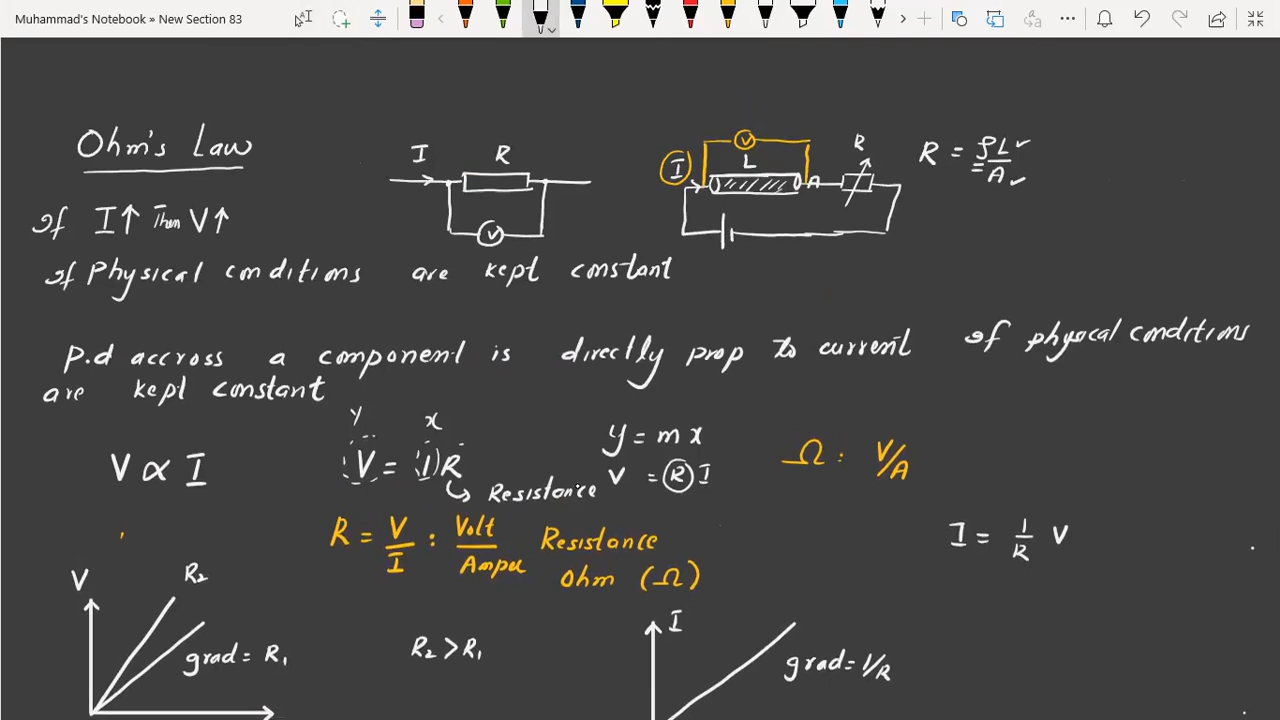 Muhammad's Notebook » New Section 83
Ohm's Law
I R V
I V L R A
R = ρL/A
If I↑ Then V↑
If Physical conditions are kept constant
P.d accross a component is directly prop to current If physical conditions
are kept constant
y x
V ∝ I
V = IR
Resistance
y = mx
V = R I
Ω : V/A
R = V/I : Volt/Ampere Resistance
Ohm (Ω)
I = 1/R V
V R₂
grad = R₁
R₂ > R₁
I
grad = 1/R